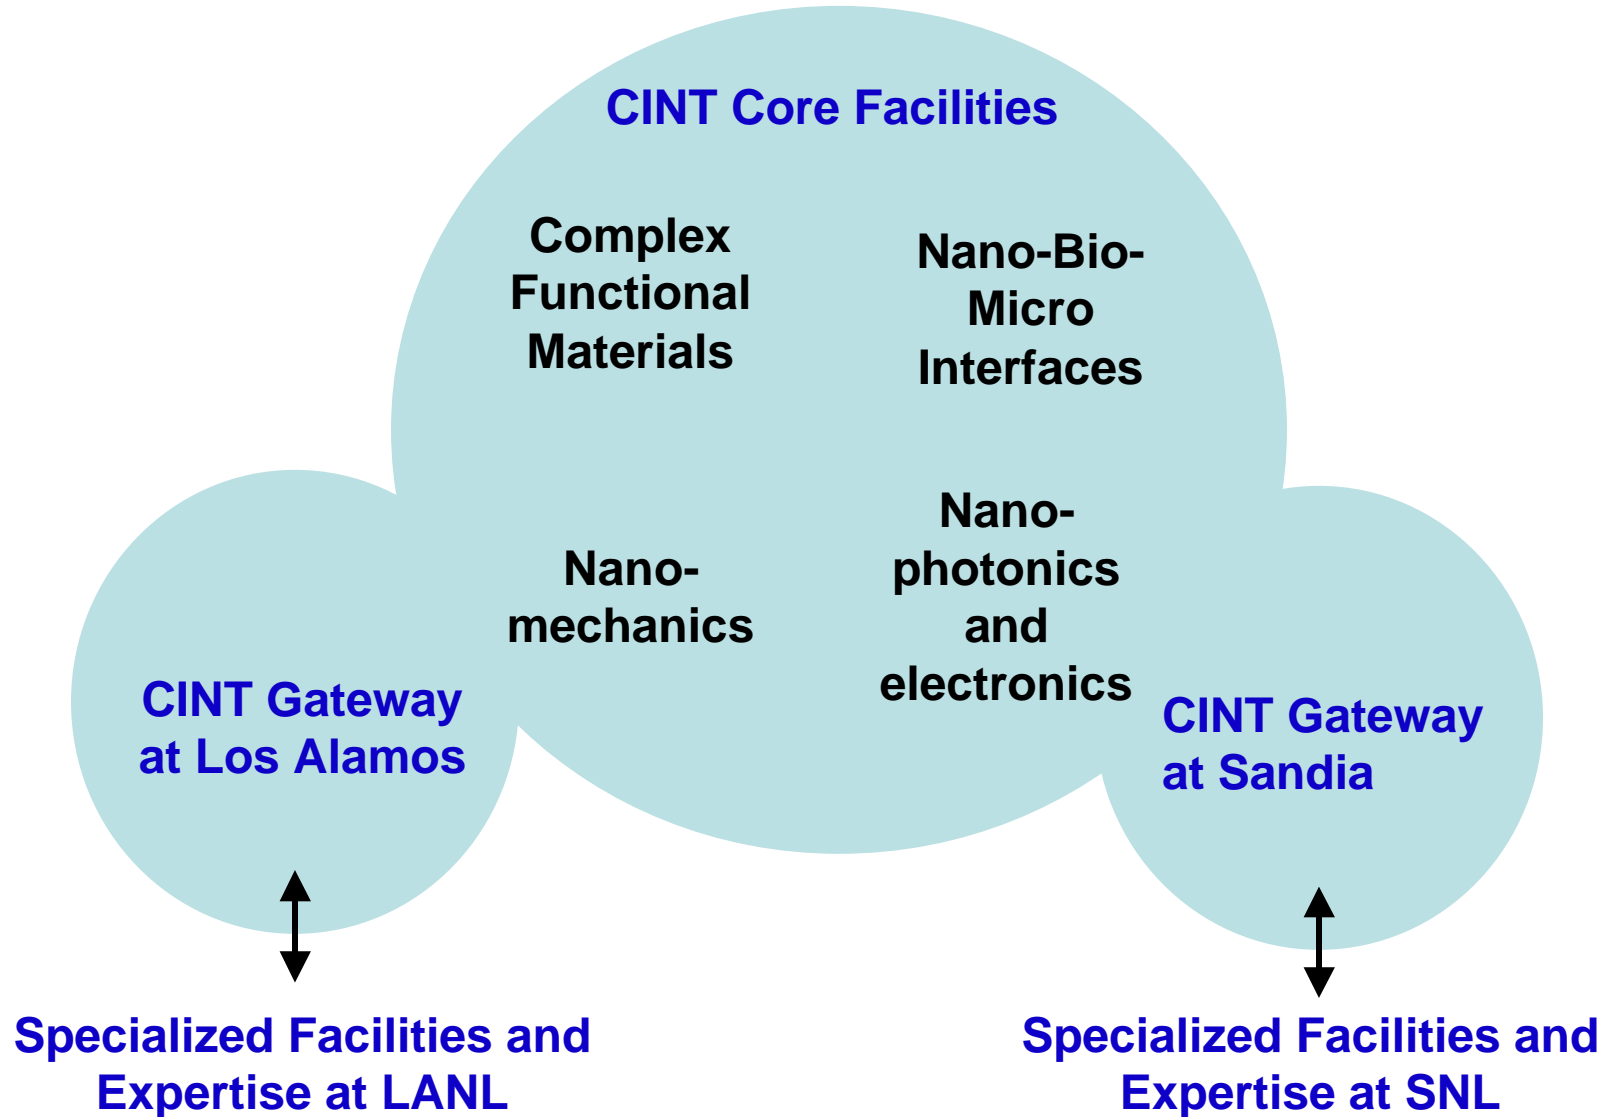 CINT Core Facilities
Complex
Functional
Materials
Nano-Bio-
Micro
Interfaces
Nano-
mechanics
Nano-
photonics
and
electronics
CINT Gateway
at Los Alamos
CINT Gateway
at Sandia
Specialized Facilities and
Expertise at LANL
Specialized Facilities and
Expertise at SNL